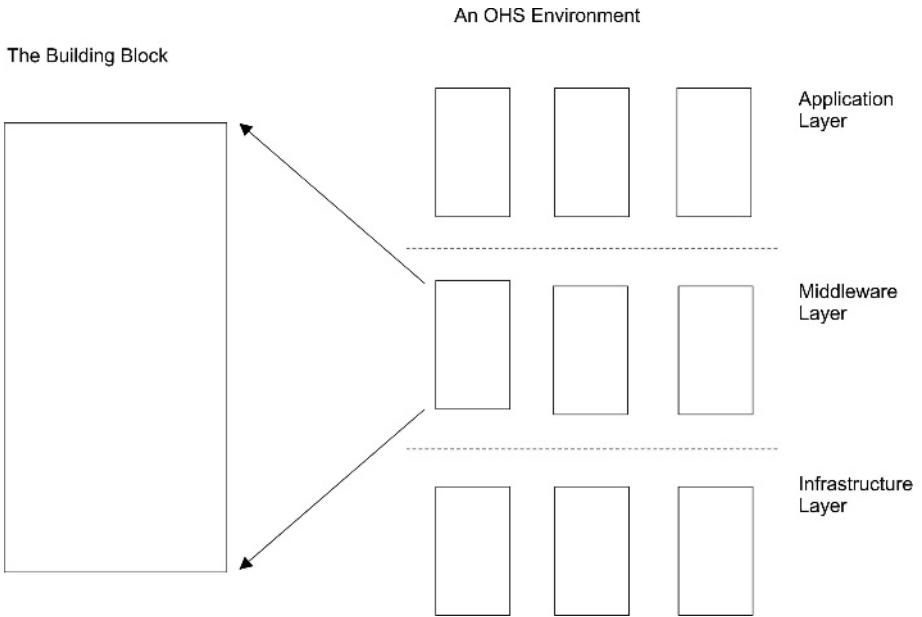 An OHS Environment
The Building Block
Application
Layer
Middleware
Layer
Infrastructure
Layer